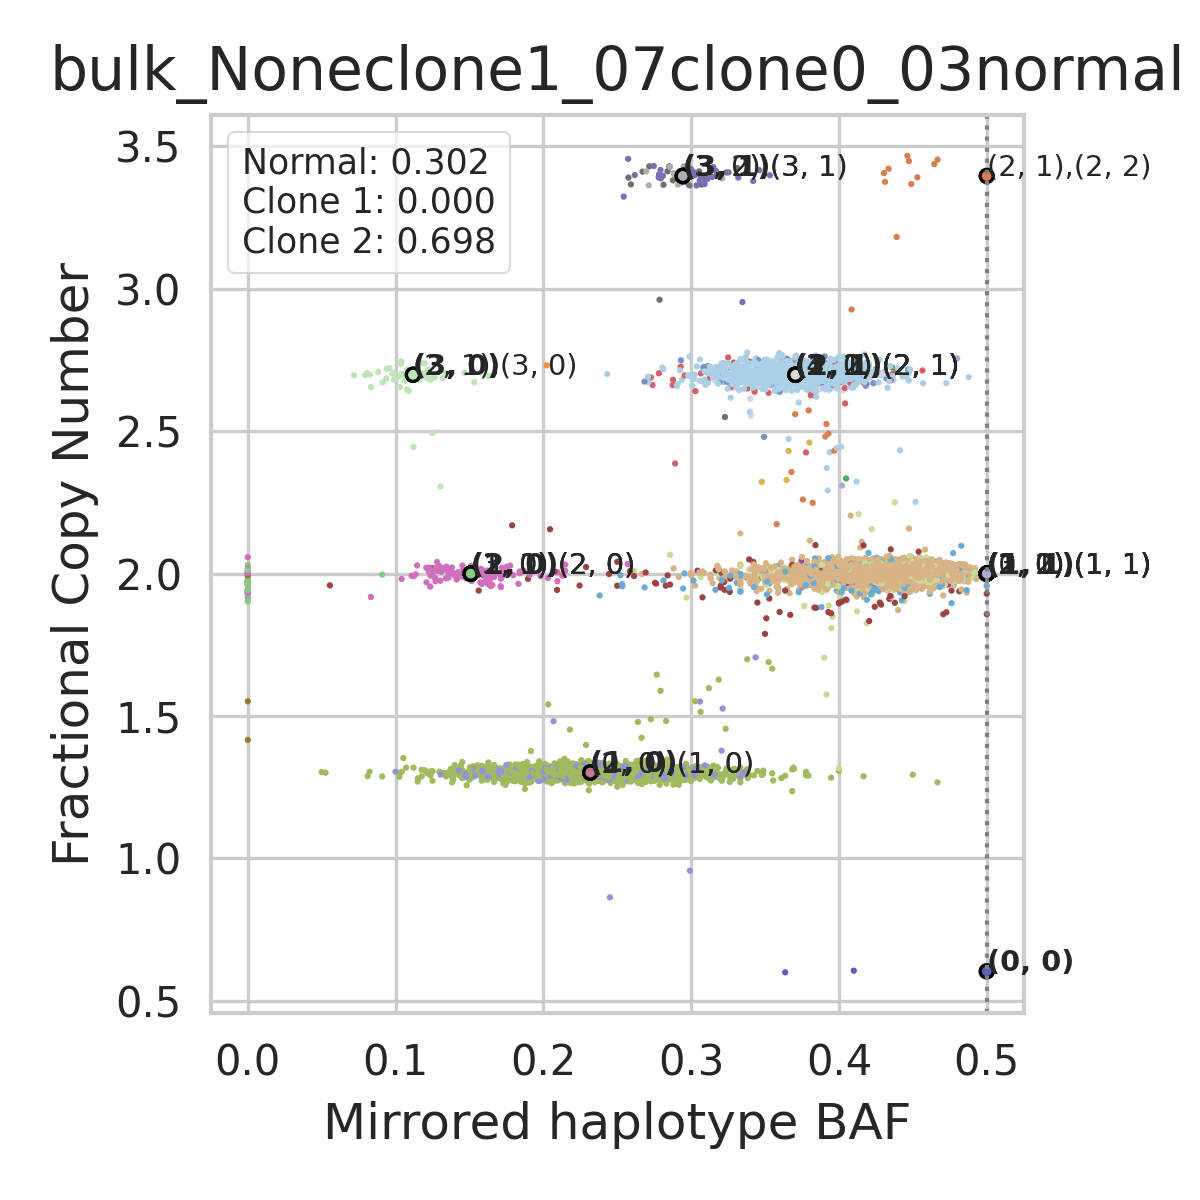 bulk_Noneclone1_07clone0_03normal
3.5
3.0
2.5
2.0
1.5
1.0
0.5
Fractional Copy Number
Normal: 0.302
Clone 1: 0.000
Clone 2: 0.698
(3, 1)
(2, 1),(2, 2)
(3, 0)
(2, 1)
(2, 0)
(1, 1)
(1, 0)
(0, 0)
0.0 0.1 0.2 0.3 0.4 0.5
Mirrored haplotype BAF